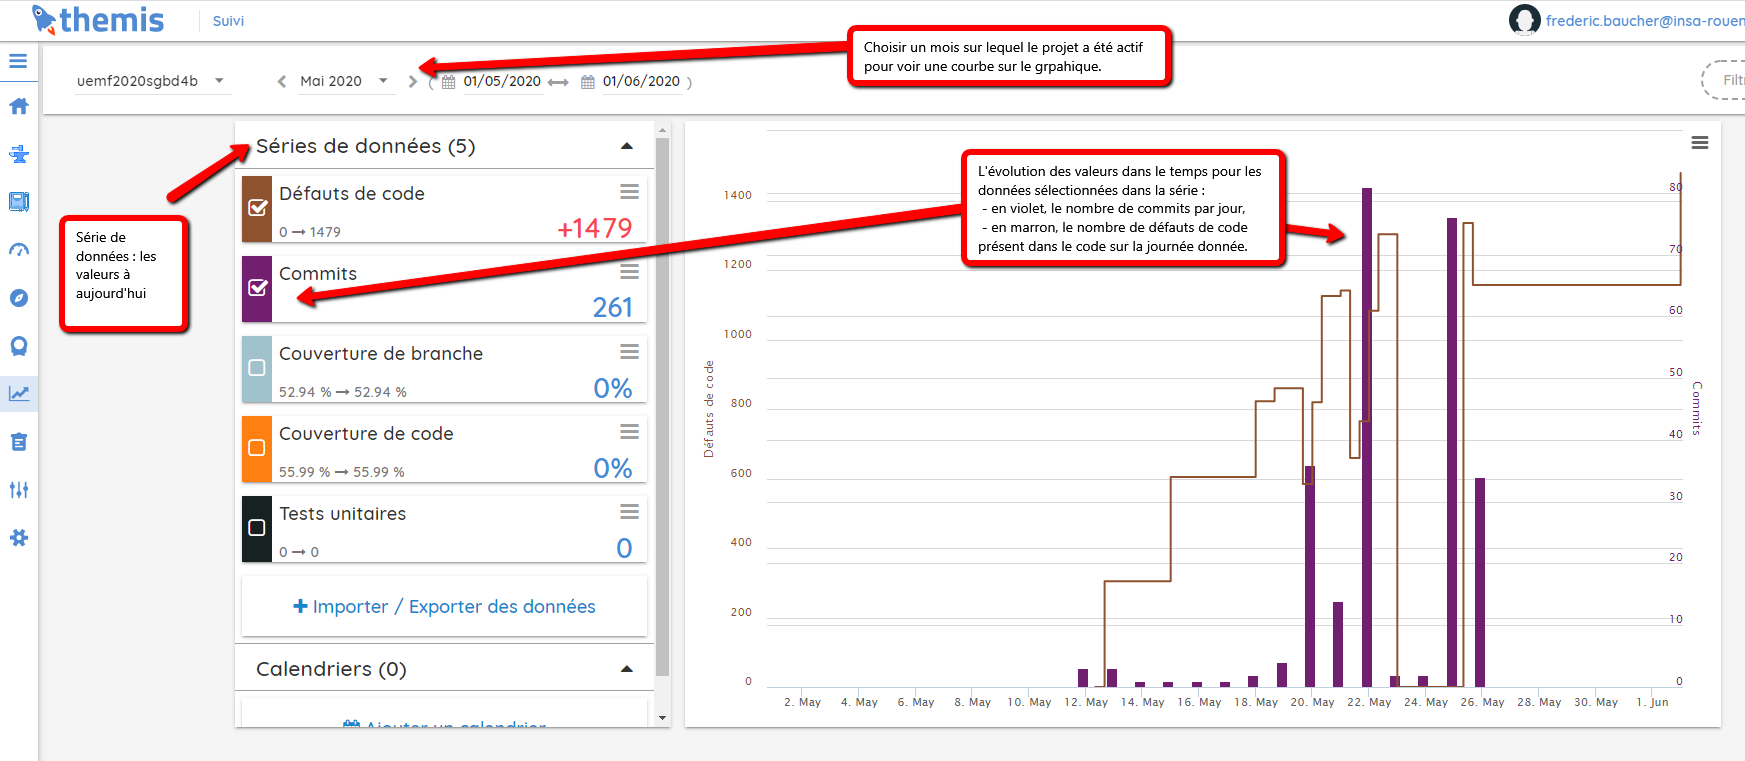 themis
Suivi
frederic.baucher@insa-rouen
Choisir un mois sur lequel le projet a été actif
pour voir une courbe sur le grpahique.
uemf2020sgbd4b
Mai 2020
( 01/05/2020
01/06/2020 )
Filt
Séries de données (5)
Défauts de code
0 → 1479
+1479
Commits
261
Couverture de branche
52.94 % → 52.94 %
0%
Couverture de code
55.99 % → 55.99 %
0%
Tests unitaires
0 → 0
0
+ Importer / Exporter des données
Calendriers (0)
Ajouter un calendrier
Série de
données : les
valeurs à
aujourd'hui
L'évolution des valeurs dans le temps pour les
données sélectionnées dans la série :
- en violet, le nombre de commits par jour,
- en marron, le nombre de défauts de code
présent dans le code sur la journée donnée.
Défauts de code
1400
1200
1000
800
600
400
200
0
80
70
60
50
40
30
20
10
0
Commits
2. May
4. May
6. May
8. May
10. May
12. May
14. May
16. May
18. May
20. May
22. May
24. May
26. May
28. May
30. May
1. Jun